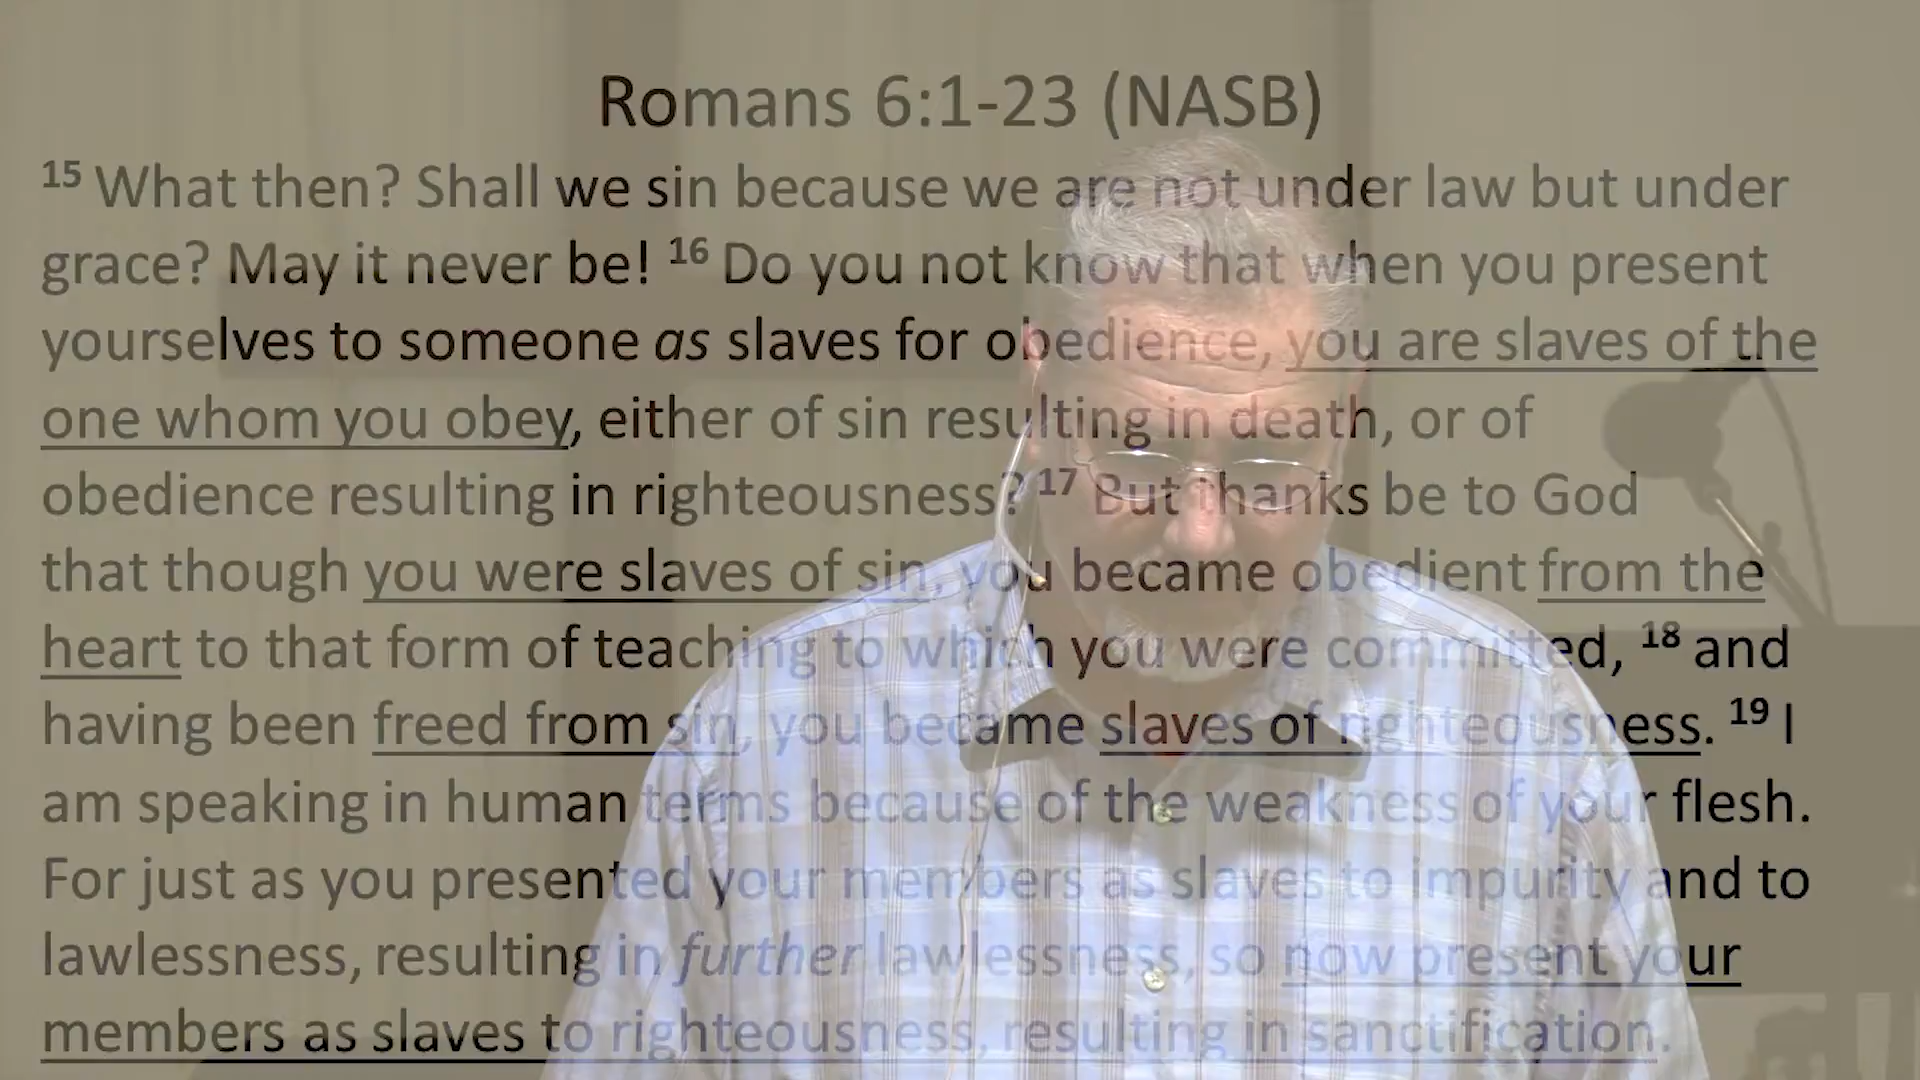 Romans 6:1-23 (NASB)
15 What then? Shall we sin because we are not under law but under
grace? May it never be! 16 Do you not know that when you present
yourselves to someone as slaves for obedience, you are slaves of the
one whom you obey, either of sin resulting in death, or of
obedience resulting in righteousness? 17 But thanks be to God
that though you were slaves of sin, you became obedient from the
heart to that form of teaching to which you were committed, 18 and
having been freed from sin, you became slaves of righteousness. 19 I
am speaking in human terms because of the weakness of your flesh.
For just as you presented your members as slaves to impurity and to
lawlessness, resulting in further lawlessness, so now present your
members as slaves to righteousness, resulting in sanctification.